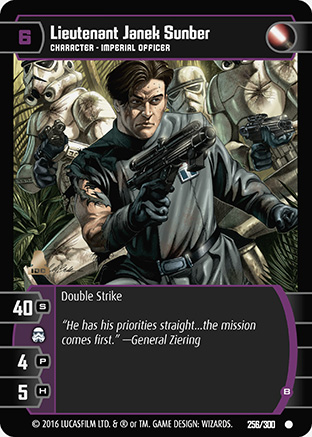 6
Lieutenant Janek Sunber
CHARACTER - IMPERIAL OFFICER
40 S
Double Strike
"He has his priorities straight...the mission
comes first." —General Ziering
4 P
5 H
B
© 2016 LUCASFILM LTD. & ® or TM. GAME DESIGN: WIZARDS. 256/300